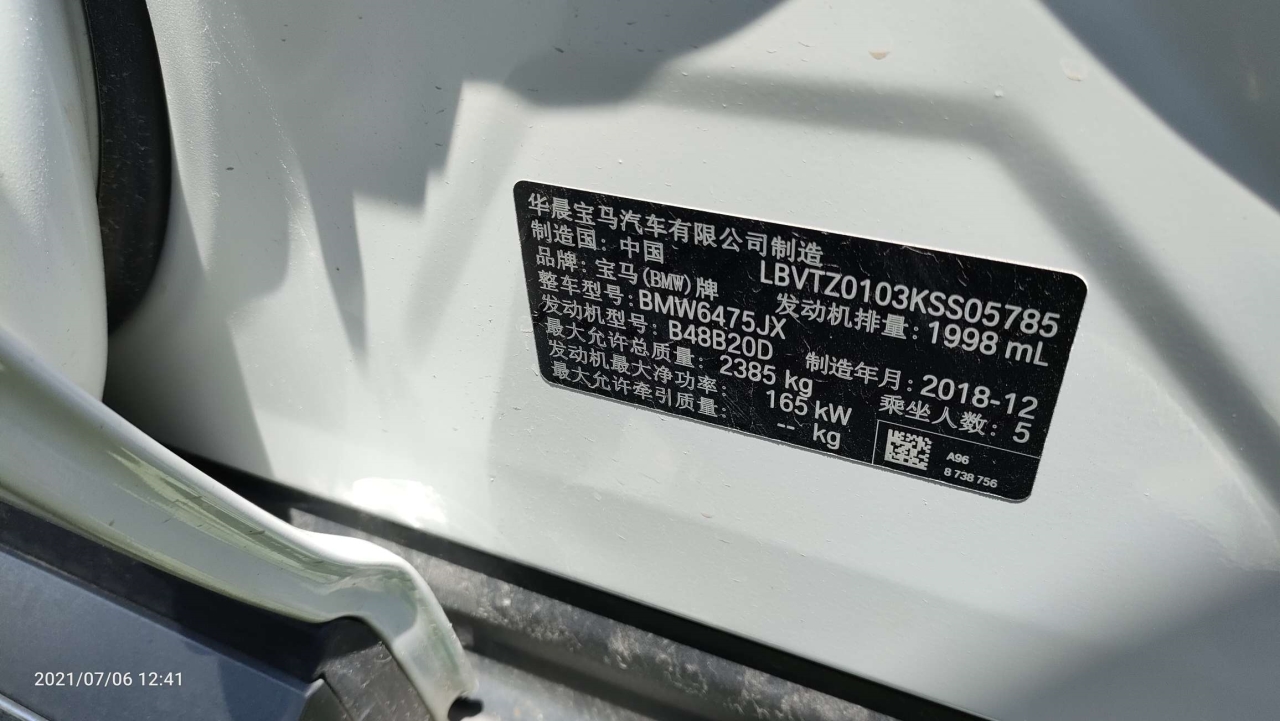 华晨宝马汽车有限公司制造
制造国：中国 LBVTZ0103KSS05785
品牌：宝马(BMW)牌 发动机排量：1998 mL
整车型号：BMW6475JX
发动机型号：B48B20D 制造年月：2018-12
最大允许总质量：2385 kg 乘坐人数：5
发动机最大净功率：165 kW
最大允许牵引质量：-- kg
A96
8 738 756
2021/07/06 12:41